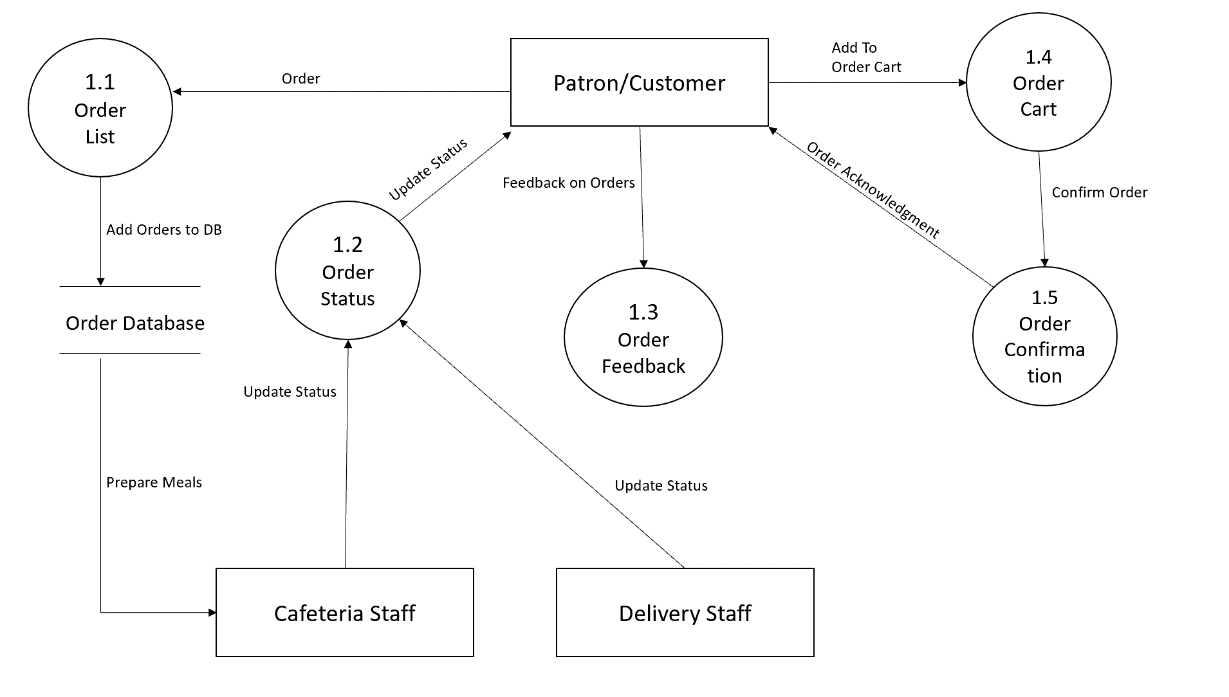 1.1
Order
List
Order
Patron/Customer
Add To
Order Cart
1.4
Order
Cart
Update Status
Feedback on Orders
Order Acknowledgment
Confirm Order
Add Orders to DB
1.2
Order
Status
1.3
Order
Feedback
1.5
Order
Confirma
tion
Order Database
Update Status
Prepare Meals
Update Status
Cafeteria Staff
Delivery Staff